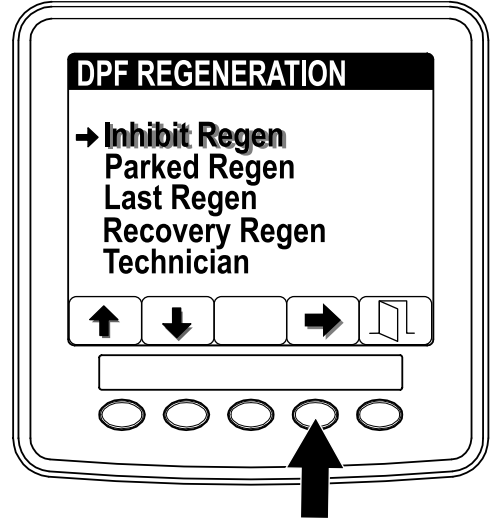 DPF REGENERATION
Inhibit Regen
Parked Regen
Last Regen
Recovery Regen
Technician